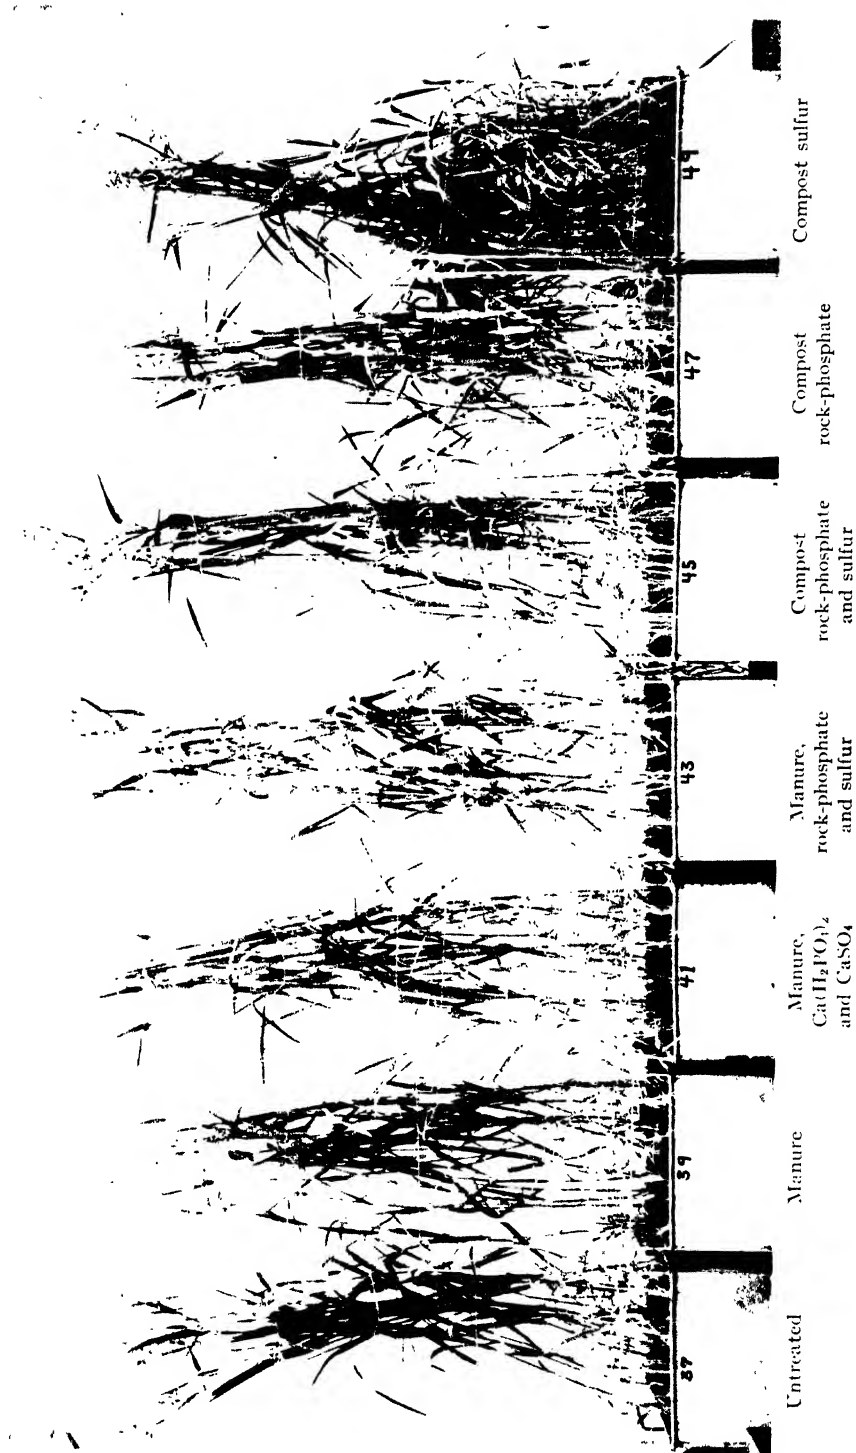 37
39
41
43
45
47
49
Untreated
Manure
Manure,
Ca(H₂PO₄)₂
and CaSO₄
Manure,
rock-phosphate
and sulfur
Compost
rock-phosphate
and sulfur
Compost
rock-phosphate
Compost sulfur